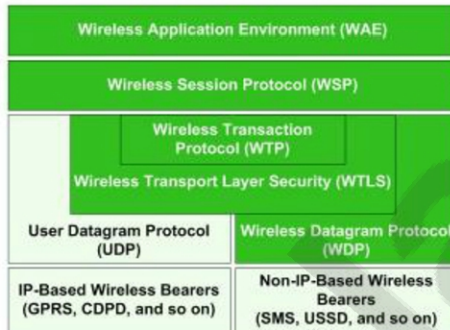 Wireless Application Environment (WAE)
Wireless Session Protocol (WSP)
Wireless Transaction
Protocol (WTP)
Wireless Transport Layer Security (WTLS)
User Datagram Protocol
(UDP)
Wireless Datagram Protocol
(WDP)
IP-Based Wireless Bearers
(GPRS, CDPD, and so on)
Non-IP-Based Wireless
Bearers
(SMS, USSD, and so on)